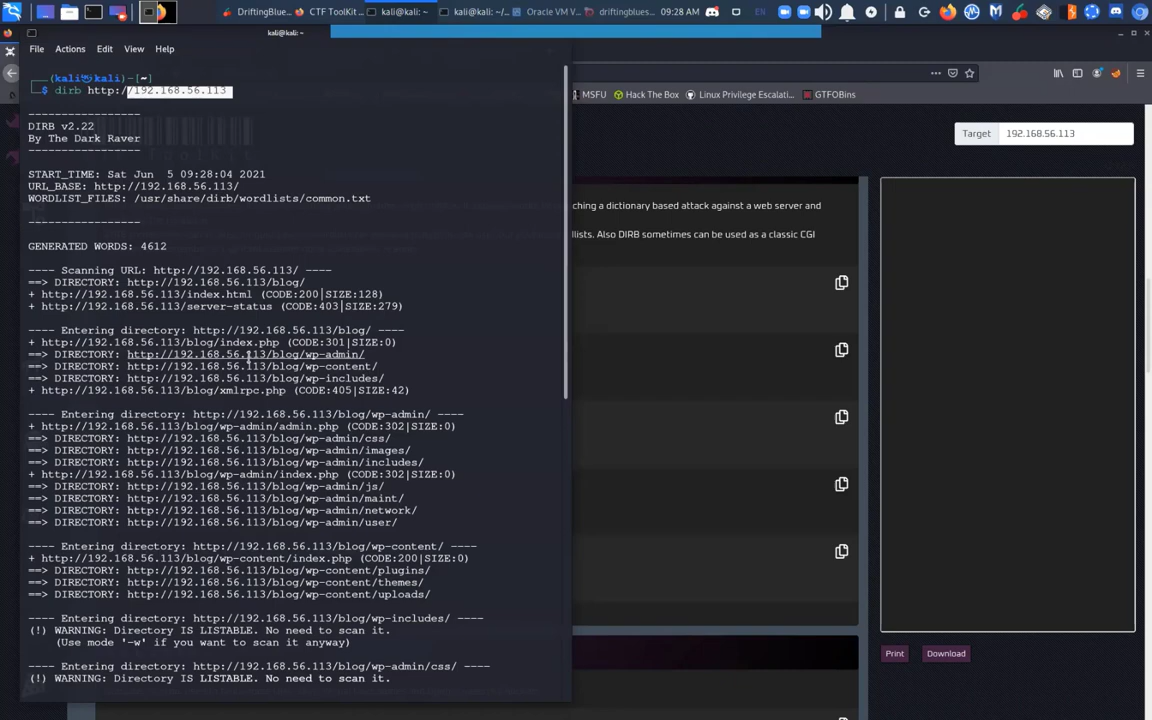 DriftingBlue
CTF ToolKit
kali@kali: ~
kali@kali: ~/
Oracle VM V
driftingblues
09:28 AM
EN
kali@kali: ~
File Actions Edit View Help
(kali㉿kali)-[~]
$ dirb http://192.168.56.113
-----------------
DIRB v2.22
By The Dark Raver
-----------------
START_TIME: Sat Jun  5 09:28:04 2021
URL_BASE: http://192.168.56.113/
WORDLIST_FILES: /usr/share/dirb/wordlists/common.txt
-----------------
GENERATED WORDS: 4612
---- Scanning URL: http://192.168.56.113/ ----
==> DIRECTORY: http://192.168.56.113/blog/
+ http://192.168.56.113/index.html (CODE:200|SIZE:128)
+ http://192.168.56.113/server-status (CODE:403|SIZE:279)
---- Entering directory: http://192.168.56.113/blog/ ----
+ http://192.168.56.113/blog/index.php (CODE:301|SIZE:0)
==> DIRECTORY: http://192.168.56.113/blog/wp-admin/
==> DIRECTORY: http://192.168.56.113/blog/wp-content/
==> DIRECTORY: http://192.168.56.113/blog/wp-includes/
+ http://192.168.56.113/blog/xmlrpc.php (CODE:405|SIZE:42)
---- Entering directory: http://192.168.56.113/blog/wp-admin/ ----
+ http://192.168.56.113/blog/wp-admin/admin.php (CODE:302|SIZE:0)
==> DIRECTORY: http://192.168.56.113/blog/wp-admin/css/
==> DIRECTORY: http://192.168.56.113/blog/wp-admin/images/
==> DIRECTORY: http://192.168.56.113/blog/wp-admin/includes/
+ http://192.168.56.113/blog/wp-admin/index.php (CODE:302|SIZE:0)
==> DIRECTORY: http://192.168.56.113/blog/wp-admin/js/
==> DIRECTORY: http://192.168.56.113/blog/wp-admin/maint/
==> DIRECTORY: http://192.168.56.113/blog/wp-admin/network/
==> DIRECTORY: http://192.168.56.113/blog/wp-admin/user/
---- Entering directory: http://192.168.56.113/blog/wp-content/ ----
+ http://192.168.56.113/blog/wp-content/index.php (CODE:200|SIZE:0)
==> DIRECTORY: http://192.168.56.113/blog/wp-content/plugins/
==> DIRECTORY: http://192.168.56.113/blog/wp-content/themes/
==> DIRECTORY: http://192.168.56.113/blog/wp-content/uploads/
---- Entering directory: http://192.168.56.113/blog/wp-includes/ ----
(!) WARNING: Directory IS LISTABLE. No need to scan it.
(Use mode '-w' if you want to scan it anyway)
---- Entering directory: http://192.168.56.113/blog/wp-admin/css/ ----
(!) WARNING: Directory IS LISTABLE. No need to scan it.
MSFU
Hack The Box
Linux Privilege Escalati…
GTFOBins
Target
192.168.56.113
ching a dictionary based attack against a web server and
lists. Also DIRB sometimes can be used as a classic CGI
Print
Download